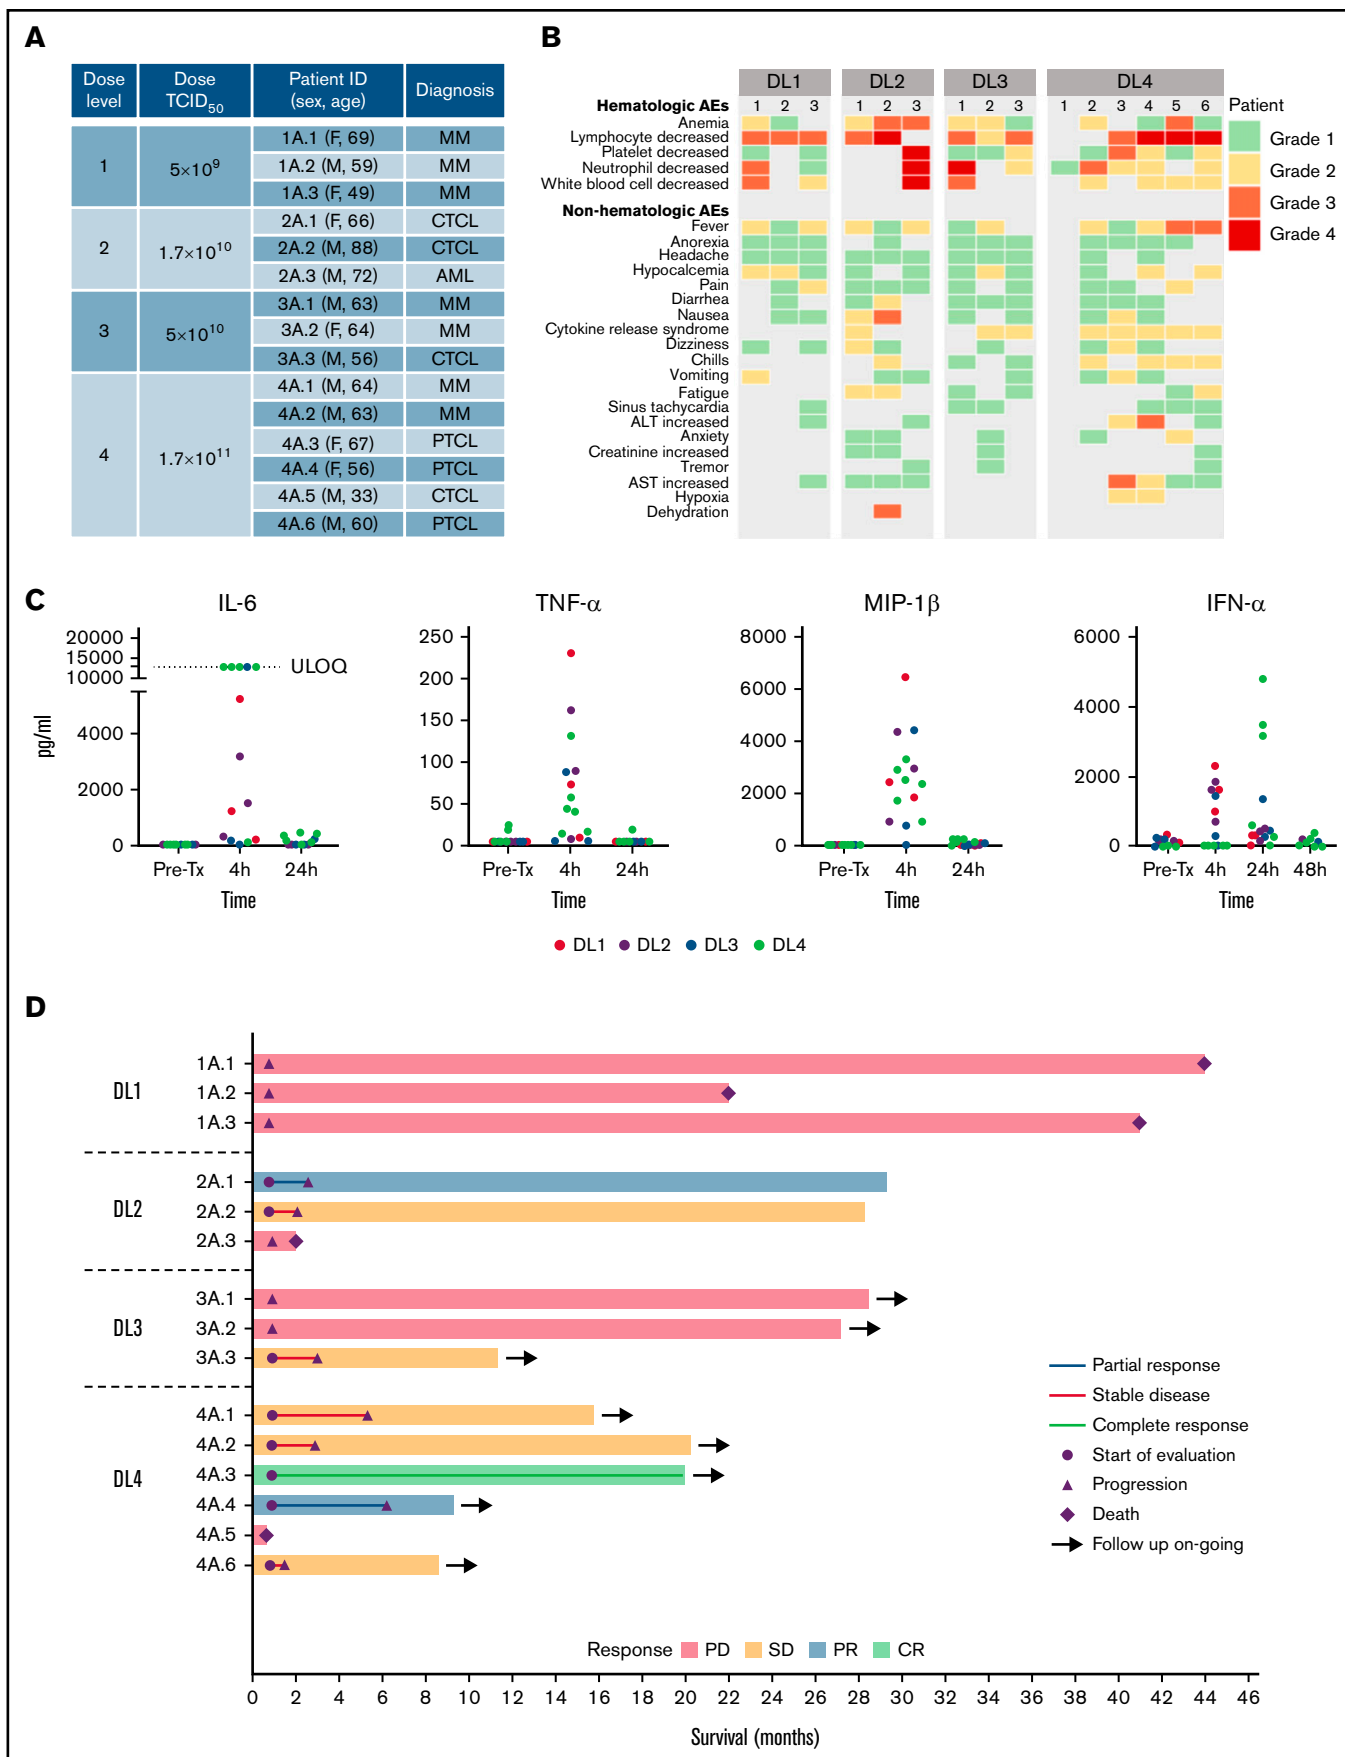 A
Dose level
Dose TCID50
Patient ID (sex, age)
Diagnosis
1
5×10^9
1A.1 (F, 69) MM
1A.2 (M, 59) MM
1A.3 (F, 49) MM
2
1.7×10^10
2A.1 (F, 66) CTCL
2A.2 (M, 88) CTCL
2A.3 (M, 72) AML
3
5×10^10
3A.1 (M, 63) MM
3A.2 (F, 64) MM
3A.3 (M, 56) CTCL
4
1.7×10^11
4A.1 (M, 64) MM
4A.2 (M, 63) MM
4A.3 (F, 67) PTCL
4A.4 (F, 56) PTCL
4A.5 (M, 33) CTCL
4A.6 (M, 60) PTCL
B
DL1 DL2 DL3 DL4
Hematologic AEs 1 2 3 1 2 3 1 2 3 1 2 3 4 5 6 Patient
Anemia
Lymphocyte decreased
Platelet decreased
Neutrophil decreased
White blood cell decreased
Non-hematologic AEs
Fever
Anorexia
Headache
Hypocalcemia
Pain
Diarrhea
Nausea
Cytokine release syndrome
Dizziness
Chills
Vomiting
Fatigue
Sinus tachycardia
ALT increased
Anxiety
Creatinine increased
Tremor
AST increased
Hypoxia
Dehydration
Grade 1
Grade 2
Grade 3
Grade 4
C
IL-6
pg/ml
20000
15000
10000
4000
2000
0
ULOQ
Pre-Tx 4h 24h
Time
TNF-α
250
200
150
100
50
0
Pre-Tx 4h 24h
Time
MIP-1β
8000
6000
4000
2000
0
Pre-Tx 4h 24h
Time
IFN-α
6000
4000
2000
0
Pre-Tx 4h 24h 48h
Time
DL1 DL2 DL3 DL4
D
DL1
1A.1
1A.2
1A.3
DL2
2A.1
2A.2
2A.3
DL3
3A.1
3A.2
3A.3
DL4
4A.1
4A.2
4A.3
4A.4
4A.5
4A.6
Partial response
Stable disease
Complete response
Start of evaluation
Progression
Death
Follow up on-going
Response PD SD PR CR
0 2 4 6 8 10 12 14 16 18 20 22 24 26 28 30 32 34 36 38 40 42 44 46
Survival (months)